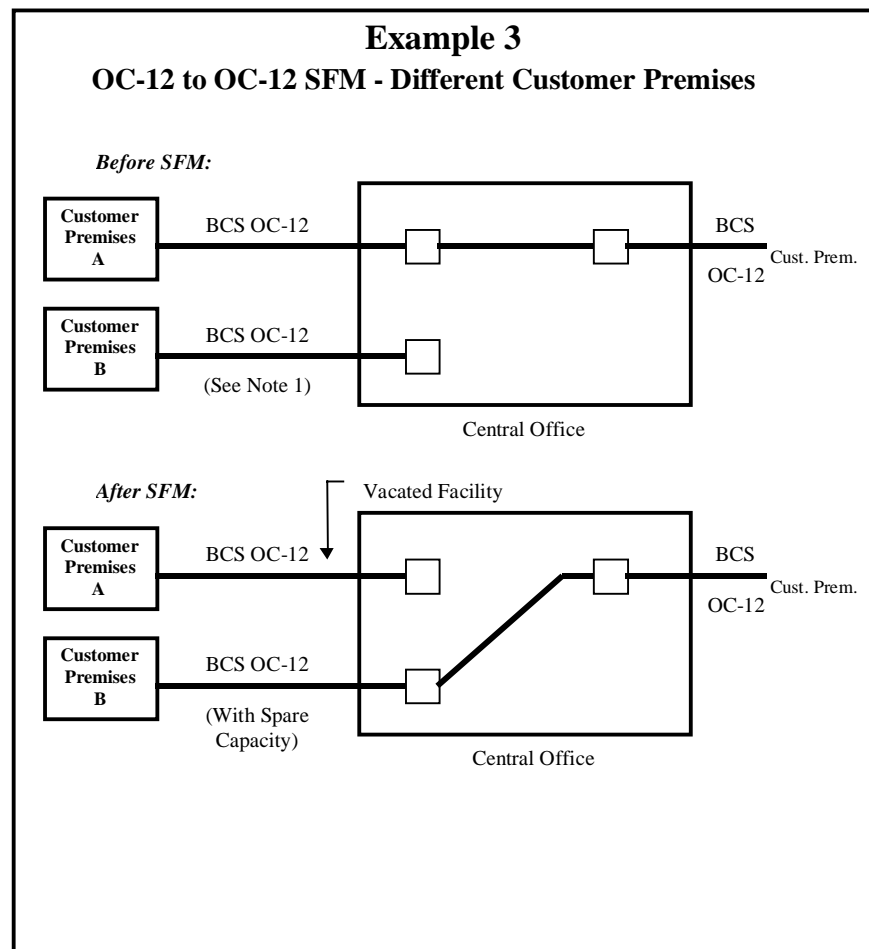 Example 3
OC-12 to OC-12 SFM - Different Customer Premises
Before SFM:
Customer
Premises
A
BCS OC-12
BCS
OC-12
Cust. Prem.
Customer
Premises
B
BCS OC-12
(See Note 1)
Central Office
After SFM:
Vacated Facility
Customer
Premises
A
BCS OC-12
BCS
OC-12
Cust. Prem.
Customer
Premises
B
BCS OC-12
(With Spare
Capacity)
Central Office